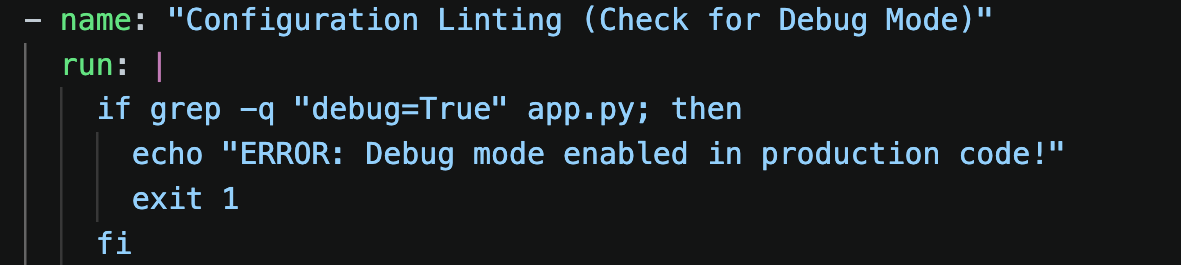 - name: "Configuration Linting (Check for Debug Mode)"
run: |
if grep -q "debug=True" app.py; then
echo "ERROR: Debug mode enabled in production code!"
exit 1
fi